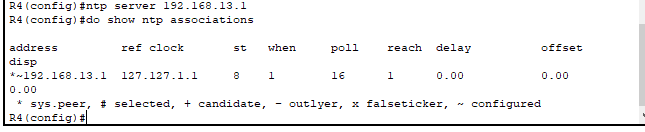 R4(config)#ntp server 192.168.13.1
R4(config)#do show ntp associations
address ref clock st when poll reach delay offset
disp
*~192.168.13.1 127.127.1.1 8 1 16 1 0.00 0.00
0.00
* sys.peer, # selected, + candidate, - outlyer, x falseticker, ~ configured
R4(config)#